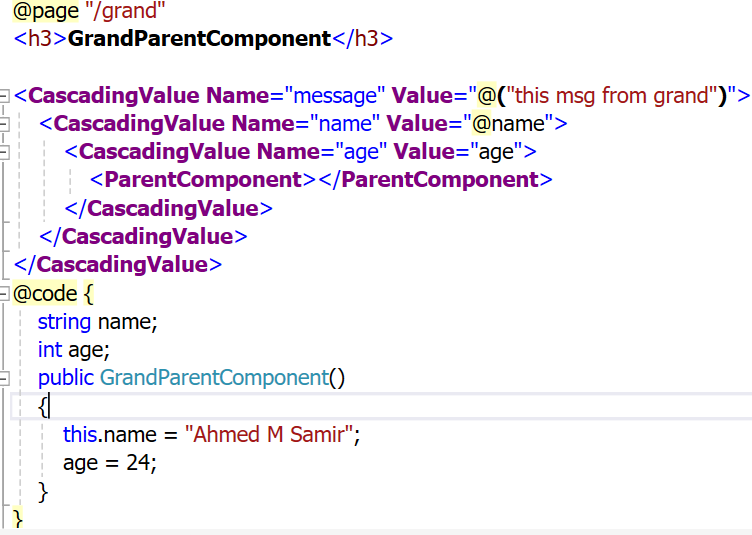 @page "/grand"
<h3>GrandParentComponent</h3>
<CascadingValue Name="message" Value="@("this msg from grand")">
<CascadingValue Name="name" Value="@name">
<CascadingValue Name="age" Value="age">
<ParentComponent></ParentComponent>
</CascadingValue>
</CascadingValue>
</CascadingValue>
@code {
string name;
int age;
public GrandParentComponent()
{
this.name = "Ahmed M Samir";
age = 24;
}
}